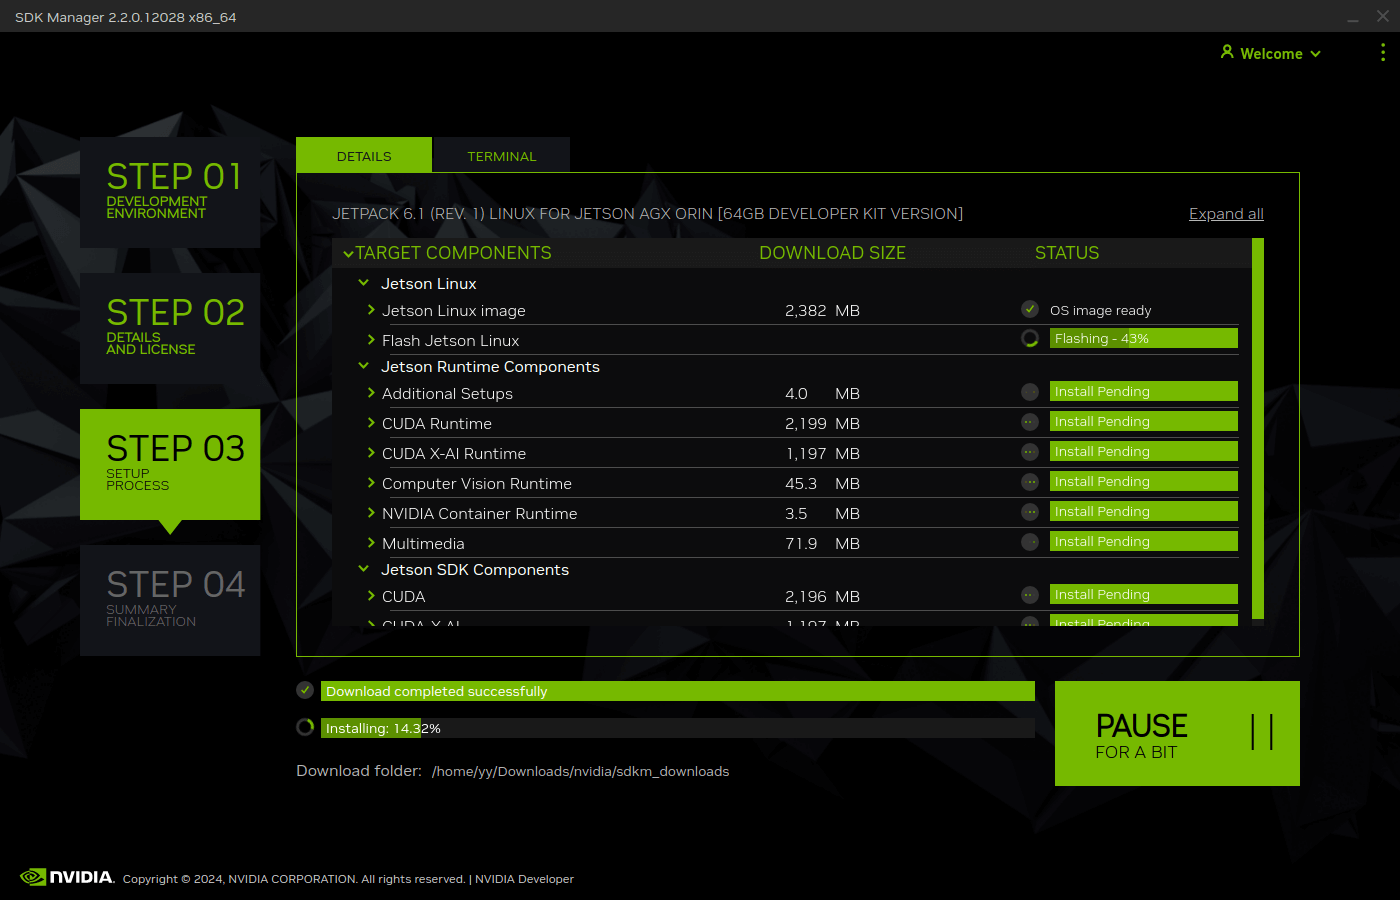 SDK Manager 2.2.0.12028 x86_64
Welcome
STEP 01
DEVELOPMENT
ENVIRONMENT
STEP 02
DETAILS
AND LICENSE
STEP 03
SETUP
PROCESS
STEP 04
SUMMARY
FINALIZATION
DETAILS TERMINAL
JETPACK 6.1 (REV. 1) LINUX FOR JETSON AGX ORIN [64GB DEVELOPER KIT VERSION] Expand all
TARGET COMPONENTS DOWNLOAD SIZE STATUS
Jetson Linux
Jetson Linux image 2,382 MB OS image ready
Flash Jetson Linux Flashing - 43%
Jetson Runtime Components
Additional Setups 4.0 MB Install Pending
CUDA Runtime 2,199 MB Install Pending
CUDA X-AI Runtime 1,197 MB Install Pending
Computer Vision Runtime 45.3 MB Install Pending
NVIDIA Container Runtime 3.5 MB Install Pending
Multimedia 71.9 MB Install Pending
Jetson SDK Components
CUDA 2,196 MB Install Pending
CUDA X-AI 1,197 MB Install Pending
Download completed successfully
Installing: 14.32%
Download folder: /home/yy/Downloads/nvidia/sdkm_downloads
PAUSE
FOR A BIT
NVIDIA. Copyright © 2024, NVIDIA CORPORATION. All rights reserved. | NVIDIA Developer